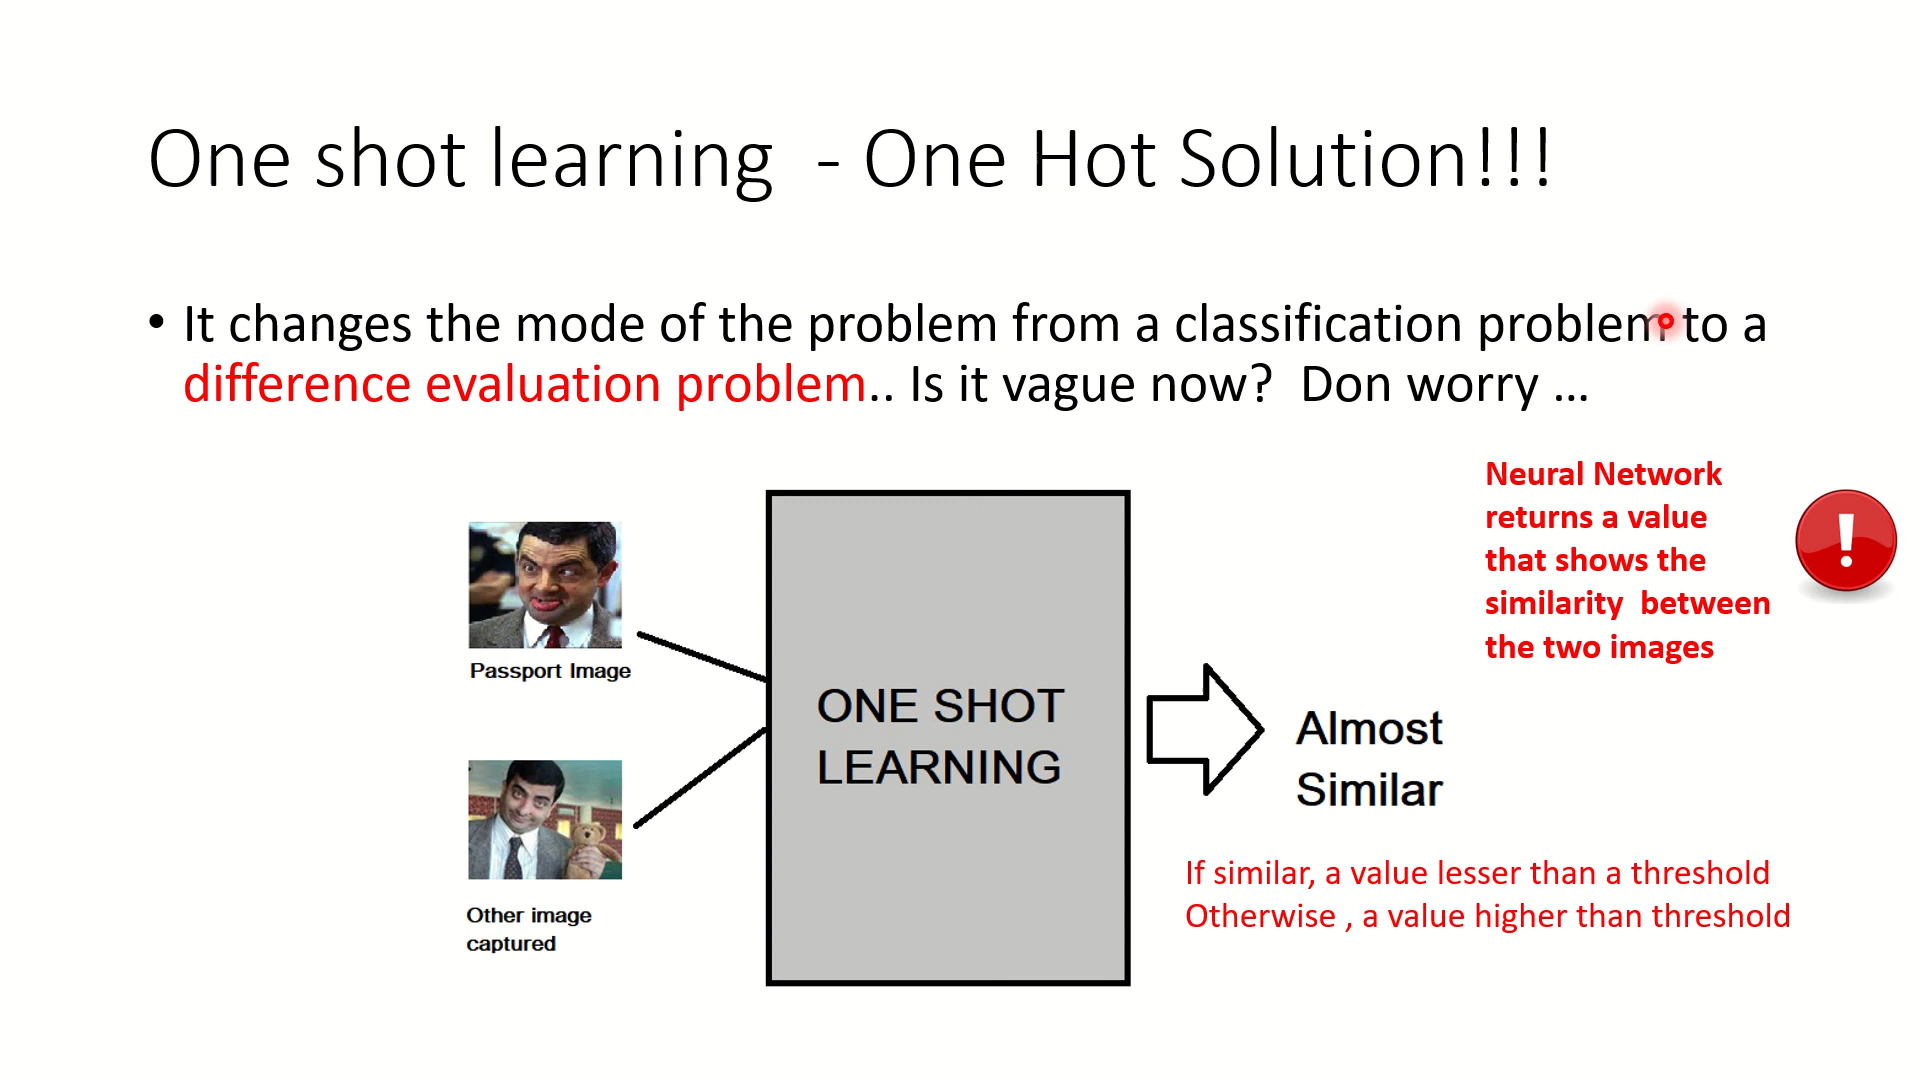 One shot learning - One Hot Solution!!!
• It changes the mode of the problem from a classification problem to a
difference evaluation problem.. Is it vague now? Don worry ...
Neural Network
returns a value
that shows the
similarity between
the two images
Passport Image
ONE SHOT
LEARNING
Almost
Similar
If similar, a value lesser than a threshold
Otherwise , a value higher than threshold
Other image
captured